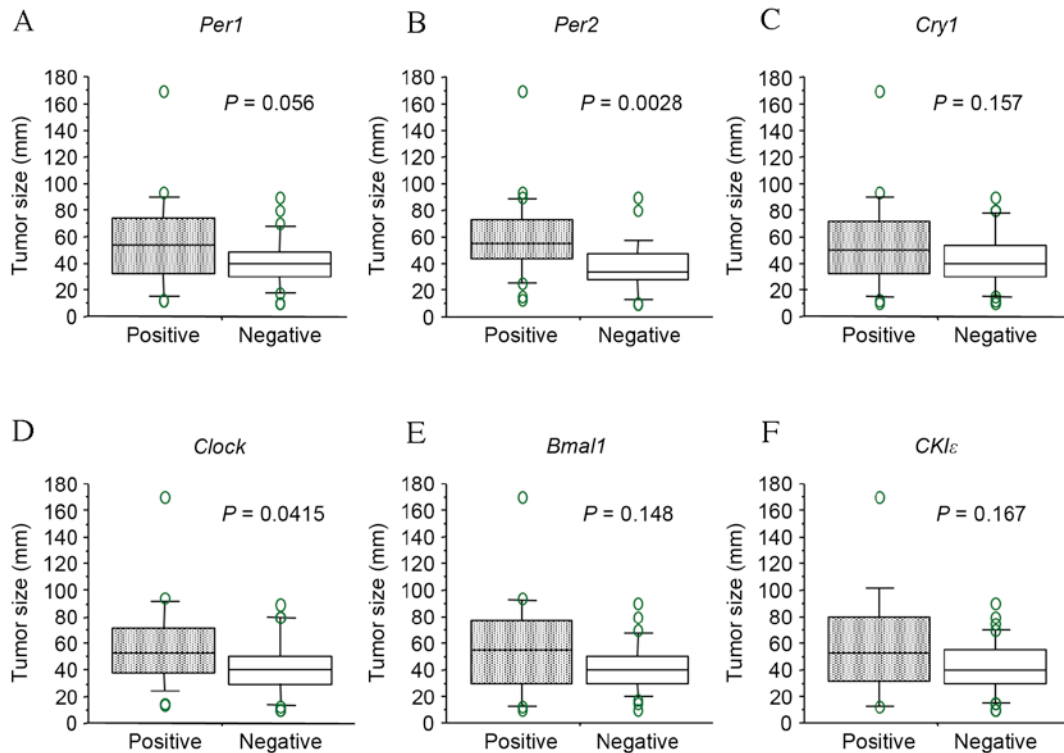 A
Per1
Tumor size (mm)
180
160
140
120
100
80
60
40
20
0
P = 0.056
Positive Negative
B
Per2
Tumor size (mm)
180
160
140
120
100
80
60
40
20
0
P = 0.0028
Positive Negative
C
Cry1
Tumor size (mm)
180
160
140
120
100
80
60
40
20
0
P = 0.157
Positive Negative
D
Clock
Tumor size (mm)
180
160
140
120
100
80
60
40
20
0
P = 0.0415
Positive Negative
E
Bmal1
Tumor size (mm)
180
160
140
120
100
80
60
40
20
0
P = 0.148
Positive Negative
F
CKIε
Tumor size (mm)
180
160
140
120
100
80
60
40
20
0
P = 0.167
Positive Negative